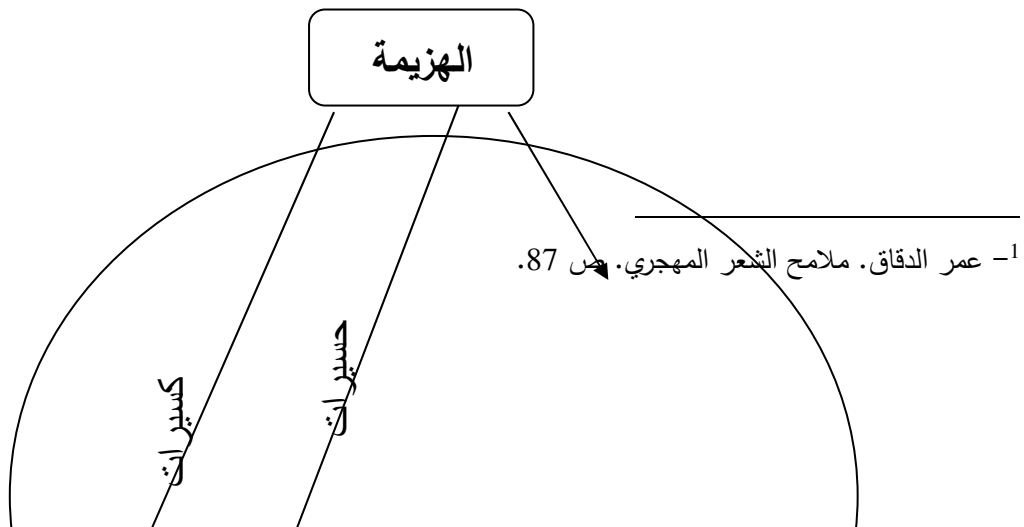 الهزيمة
1- عمر الدقاق. ملامح الشعر المهجري. ص 87.
حسيرات
كسيرات